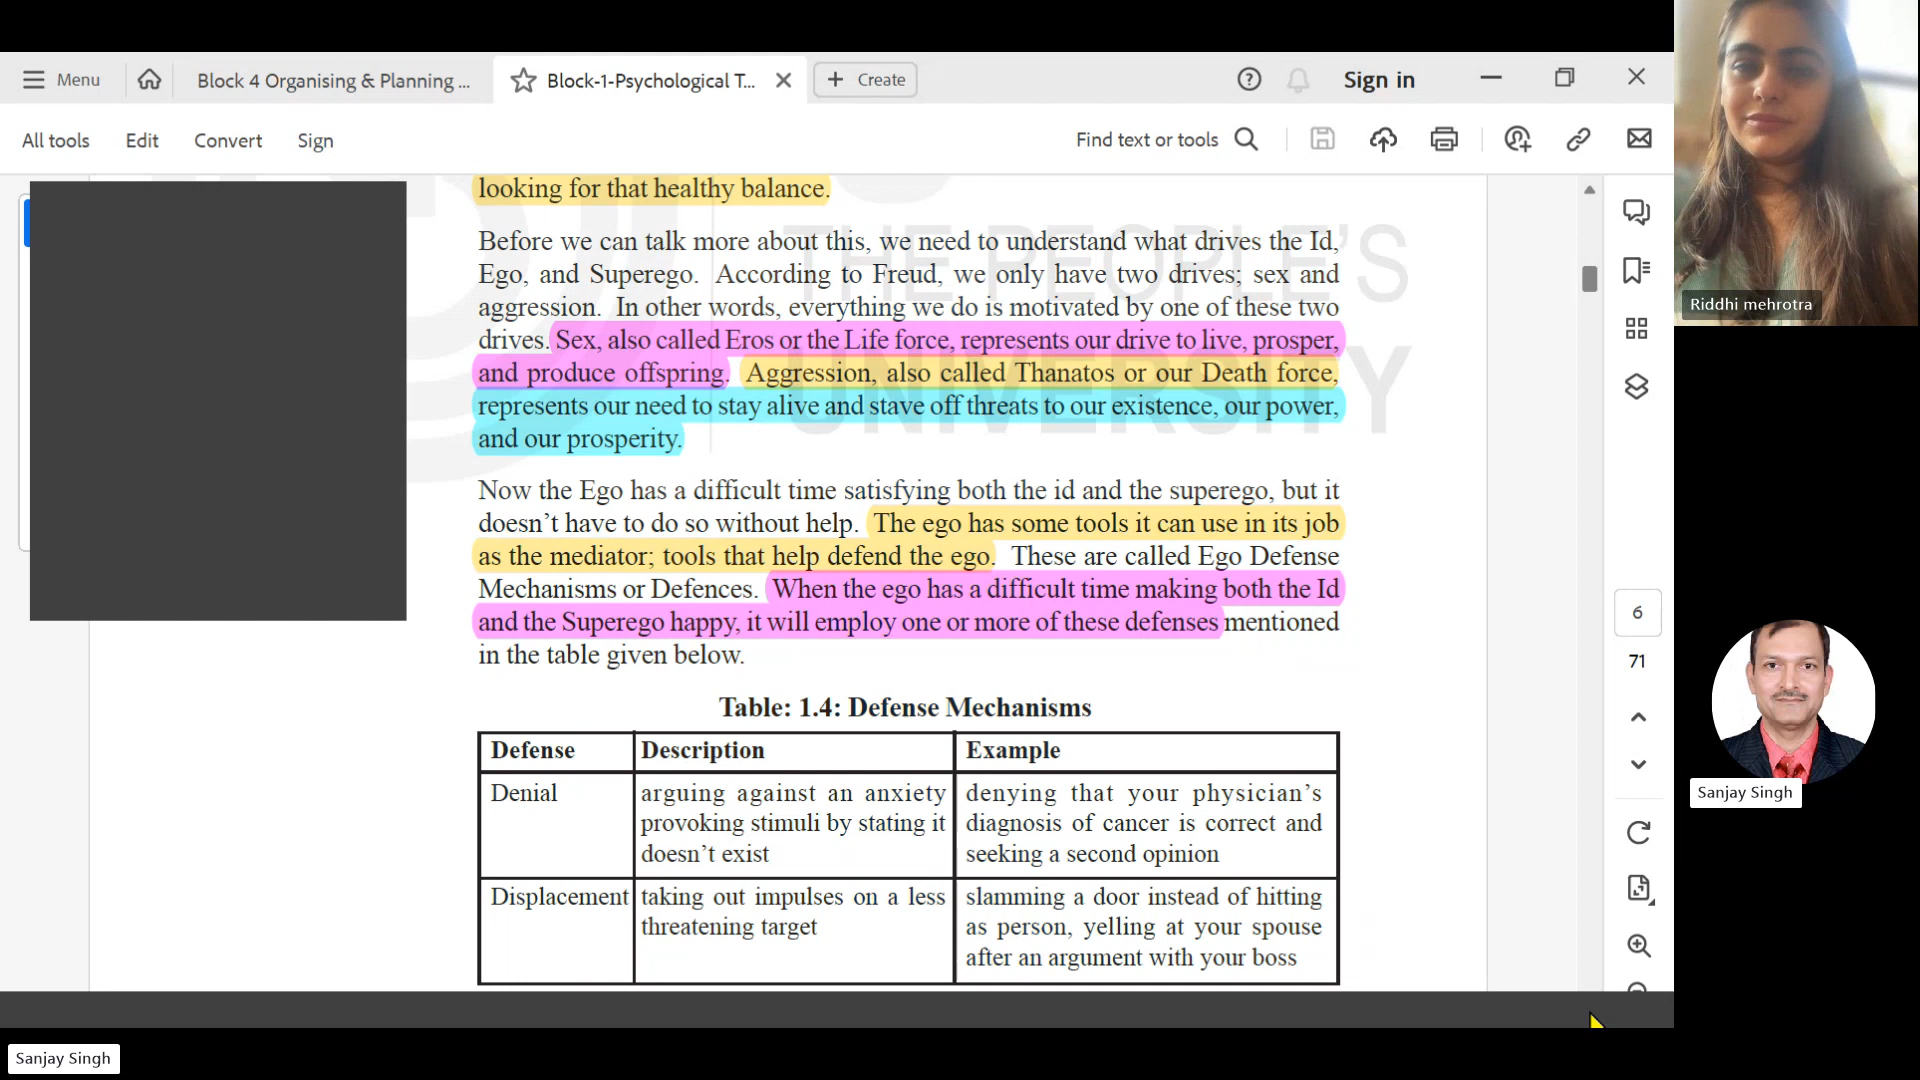 Menu
Block 4 Organising & Planning ...
Block-1-Psychological T...
Create
Sign in
All tools
Edit
Convert
Sign
Find text or tools
looking for that healthy balance.
THE PEOPLE'S
UNIVERSITY
Before we can talk more about this, we need to understand what drives the Id,
Ego, and Superego. According to Freud, we only have two drives; sex and
aggression. In other words, everything we do is motivated by one of these two
drives. Sex, also called Eros or the Life force, represents our drive to live, prosper,
and produce offspring. Aggression, also called Thanatos or our Death force,
represents our need to stay alive and stave off threats to our existence, our power,
and our prosperity.
Now the Ego has a difficult time satisfying both the id and the superego, but it
doesn't have to do so without help. The ego has some tools it can use in its job
as the mediator; tools that help defend the ego. These are called Ego Defense
Mechanisms or Defences. When the ego has a difficult time making both the Id
and the Superego happy, it will employ one or more of these defenses mentioned
in the table given below.
Table: 1.4: Defense Mechanisms
Defense Description Example
Denial
arguing against an anxiety
provoking stimuli by stating it
doesn't exist
denying that your physician's
diagnosis of cancer is correct and
seeking a second opinion
Displacement
taking out impulses on a less
threatening target
slamming a door instead of hitting
as person, yelling at your spouse
after an argument with your boss
6
71
Riddhi mehrotra
Sanjay Singh
Sanjay Singh